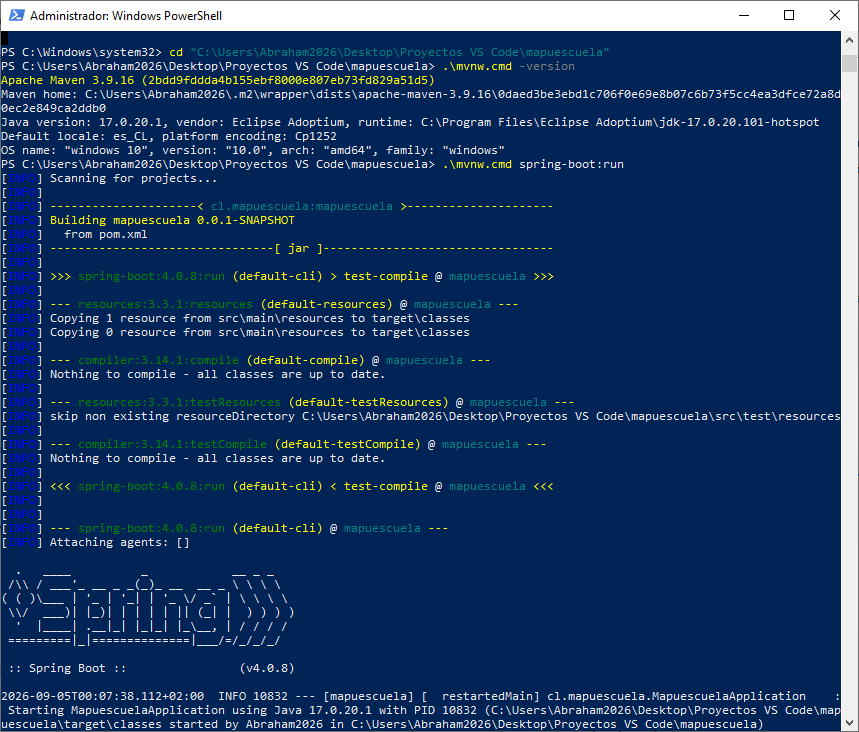 Administrador: Windows PowerShell
PS C:\Windows\system32> cd "C:\Users\Abraham2026\Desktop\Proyectos VS Code\mapuescuela"
PS C:\Users\Abraham2026\Desktop\Proyectos VS Code\mapuescuela> .\mvnw.cmd -version
Apache Maven 3.9.16 (2bdd9fddda4b155ebf8000e807eb73fd829a51d5)
Maven home: C:\Users\Abraham2026\.m2\wrapper\dists\apache-maven-3.9.16\0daed3be3ebd1c706f0e69e8b07c6b73f5cc4ea3dfce72a8d
0ec2e849ca2ddb0
Java version: 17.0.20.1, vendor: Eclipse Adoptium, runtime: C:\Program Files\Eclipse Adoptium\jdk-17.0.20.101-hotspot
Default locale: es_CL, platform encoding: Cp1252
OS name: "windows 10", version: "10.0", arch: "amd64", family: "windows"
PS C:\Users\Abraham2026\Desktop\Proyectos VS Code\mapuescuela> .\mvnw.cmd spring-boot:run
[INFO] Scanning for projects...
[INFO]
[INFO] ---------------------< cl.mapuescuela:mapuescuela >---------------------
[INFO] Building mapuescuela 0.0.1-SNAPSHOT
[INFO]   from pom.xml
[INFO] --------------------------------[ jar ]---------------------------------
[INFO]
[INFO] >>> spring-boot:4.0.8:run (default-cli) > test-compile @ mapuescuela >>>
[INFO]
[INFO] --- resources:3.3.1:resources (default-resources) @ mapuescuela ---
[INFO] Copying 1 resource from src\main\resources to target\classes
[INFO] Copying 0 resource from src\main\resources to target\classes
[INFO]
[INFO] --- compiler:3.14.1:compile (default-compile) @ mapuescuela ---
[INFO] Nothing to compile - all classes are up to date.
[INFO]
[INFO] --- resources:3.3.1:testResources (default-testResources) @ mapuescuela ---
[INFO] skip non existing resourceDirectory C:\Users\Abraham2026\Desktop\Proyectos VS Code\mapuescuela\src\test\resources
[INFO]
[INFO] --- compiler:3.14.1:testCompile (default-testCompile) @ mapuescuela ---
[INFO] Nothing to compile - all classes are up to date.
[INFO]
[INFO] <<< spring-boot:4.0.8:run (default-cli) < test-compile @ mapuescuela <<<
[INFO]
[INFO]
[INFO] --- spring-boot:4.0.8:run (default-cli) @ mapuescuela ---
[INFO] Attaching agents: []
  .   ____          _            __ _ _
 /\\ / ___'_ __ _ _(_)_ __  __ _ \ \ \ \
( ( )\___ | '_ | '_| | '_ \/ _` | \ \ \ \
 \\/  ___)| |_)| | | | | || (_| |  ) ) ) )
  '  |____| .__|_| |_|_| |_\__, | / / / /
 =========|_|==============|___/=/_/_/_/
 :: Spring Boot ::                (v4.0.8)
2026-09-05T00:07:38.112+02:00  INFO 10832 --- [mapuescuela] [  restartedMain] cl.mapuescuela.MapuescuelaApplication    :
 Starting MapuescuelaApplication using Java 17.0.20.1 with PID 10832 (C:\Users\Abraham2026\Desktop\Proyectos VS Code\map
uescuela\target\classes started by Abraham2026 in C:\Users\Abraham2026\Desktop\Proyectos VS Code\mapuescuela)